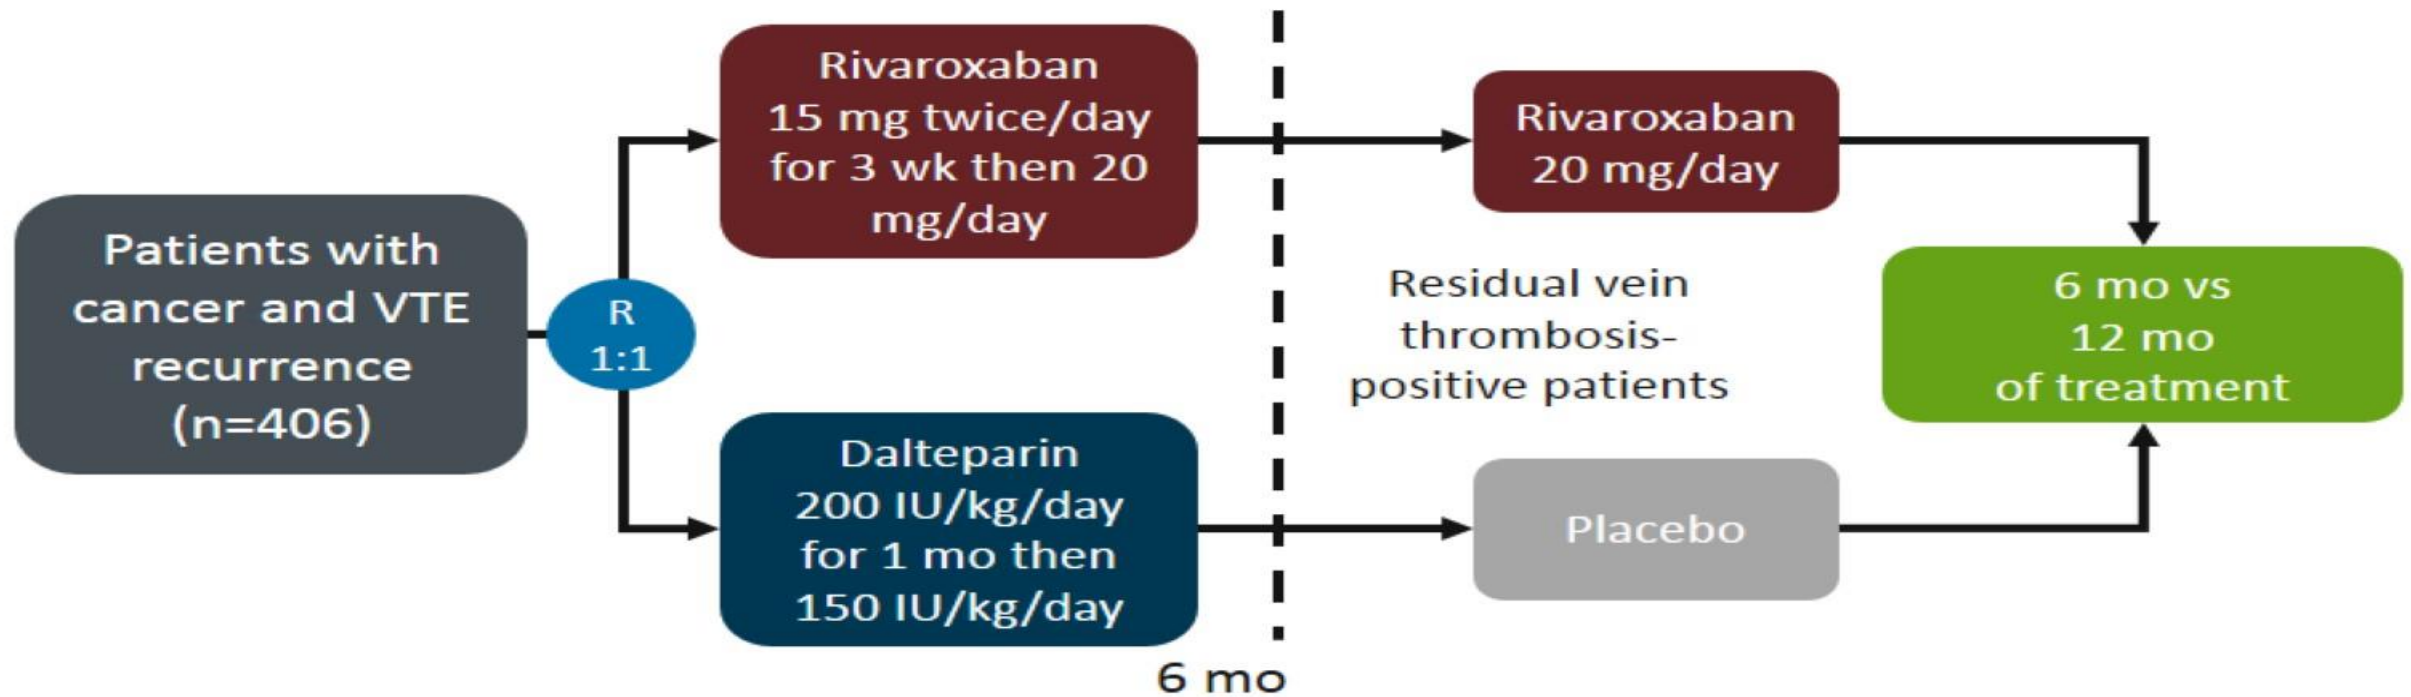 Patients with
cancer and VTE
recurrence
(n=406)
R
1:1
Rivaroxaban
15 mg twice/day
for 3 wk then 20
mg/day
Dalteparin
200 IU/kg/day
for 1 mo then
150 IU/kg/day
6 mo
Rivaroxaban
20 mg/day
Residual vein
thrombosis-
positive patients
Placebo
6 mo vs
12 mo
of treatment